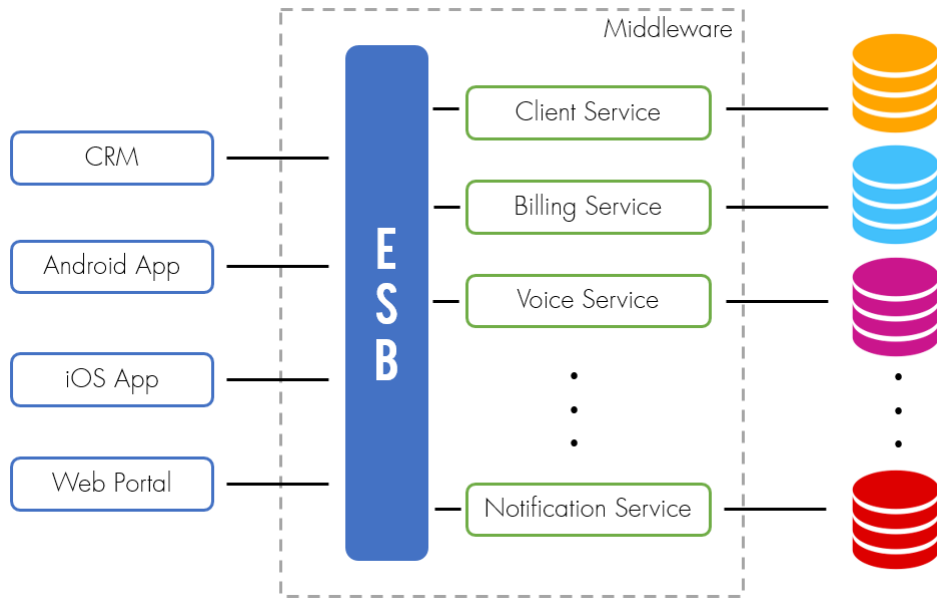 Middleware
CRM
Android App
iOS App
Web Portal
E
S
B
Client Service
Billing Service
Voice Service
Notification Service